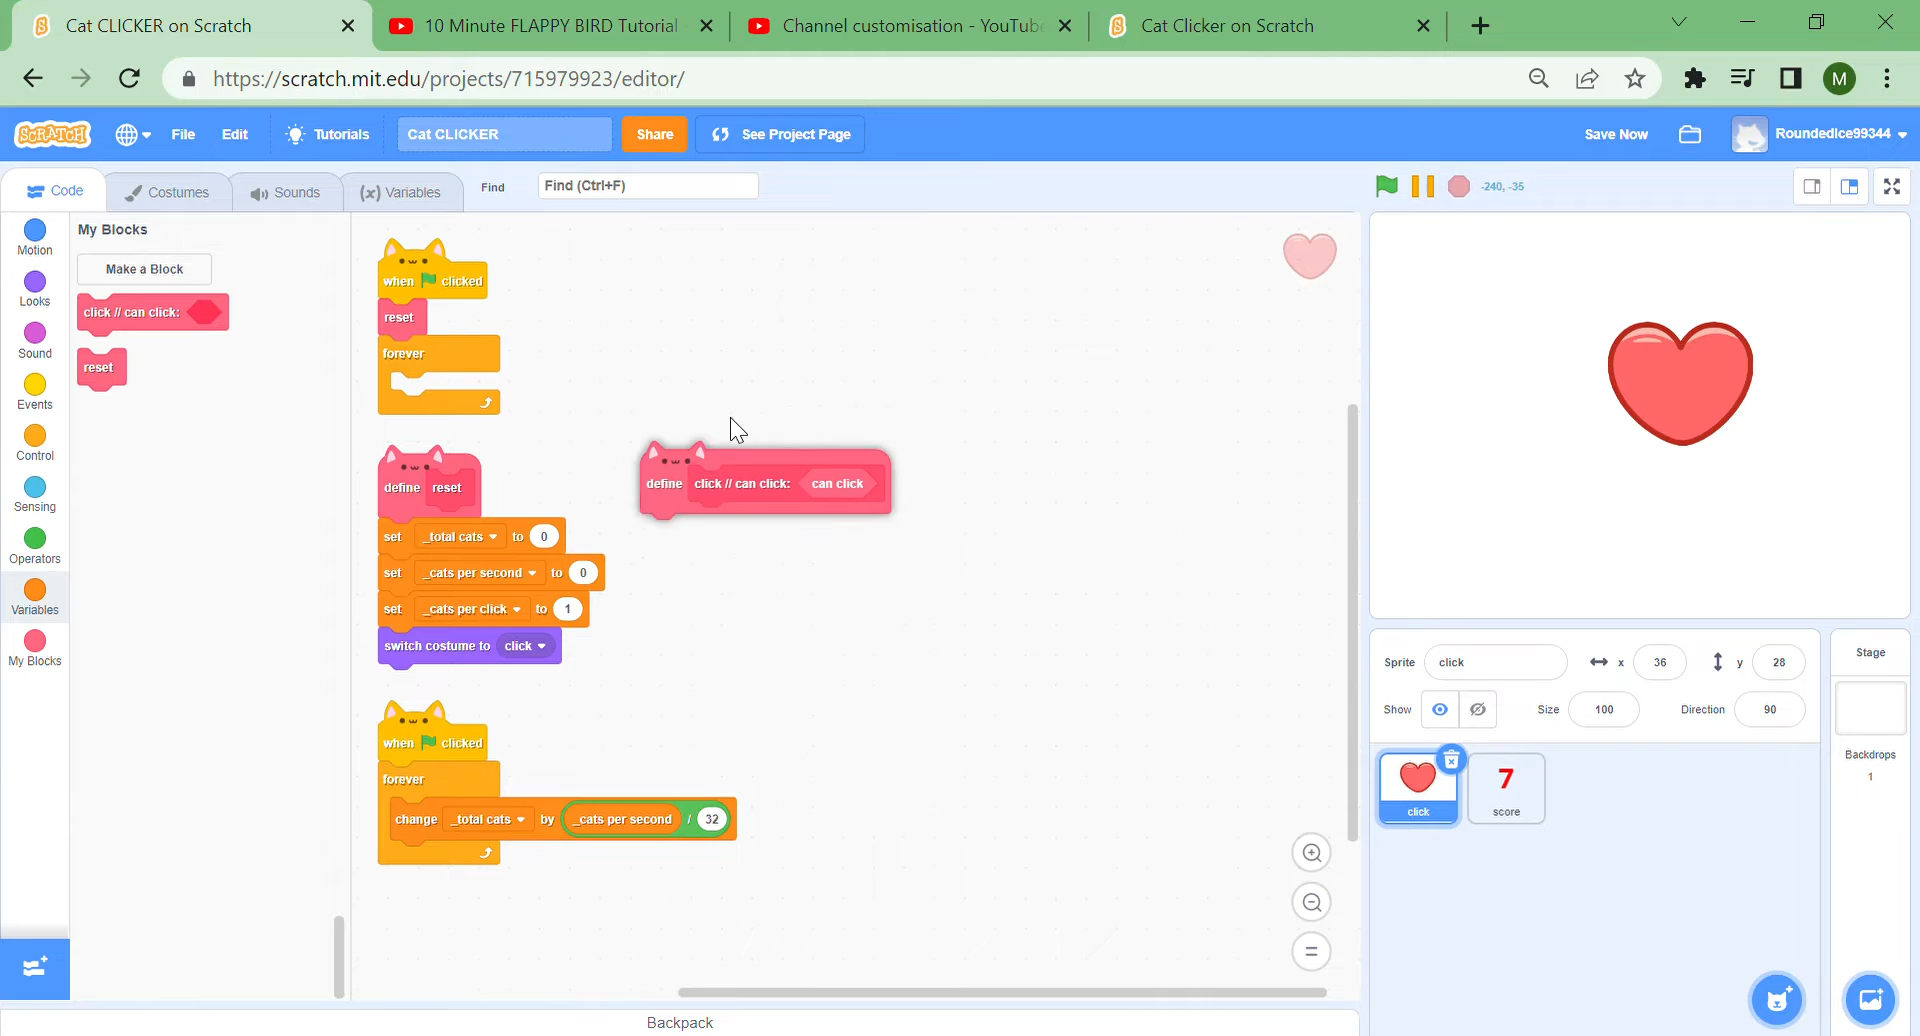 Cat CLICKER on Scratch
10 Minute FLAPPY BIRD Tutorial
Channel customisation - YouTube
Cat Clicker on Scratch
https://scratch.mit.edu/projects/715979923/editor/
M
SCRATCH
File
Edit
Tutorials
Cat CLICKER
Share
See Project Page
Save Now
RoundedIce99344
Code
Costumes
Sounds
(x) Variables
Find
Find (Ctrl+F)
-240, -35
Motion
Looks
Sound
Events
Control
Sensing
Operators
Variables
My Blocks
My Blocks
Make a Block
click // can click:
reset
when clicked
reset
forever
define reset
set _total cats to 0
set _cats per second to 0
set _cats per click to 1
switch costume to click
when clicked
forever
change _total cats by _cats per second / 32
define click // can click: can click
Sprite click x 36 y 28
Show Size 100 Direction 90
click
7
score
Stage
Backdrops
1
Backpack